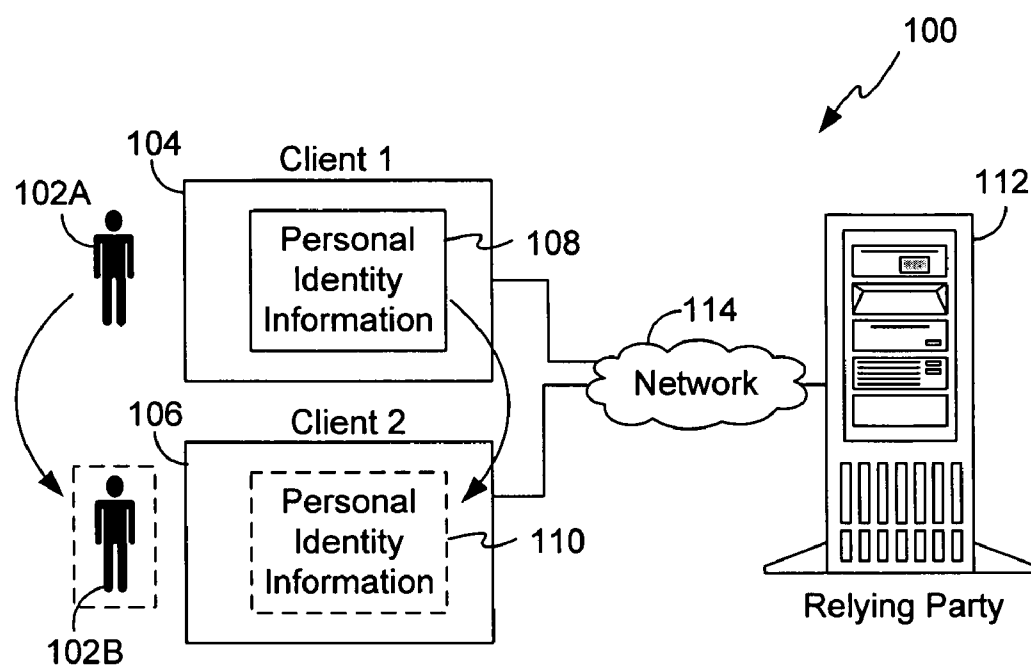 100
104
Client 1
112
102A
Personal
Identity
Information
108
114
Network
106
Client 2
Personal
Identity
Information
110
102B
Relying Party